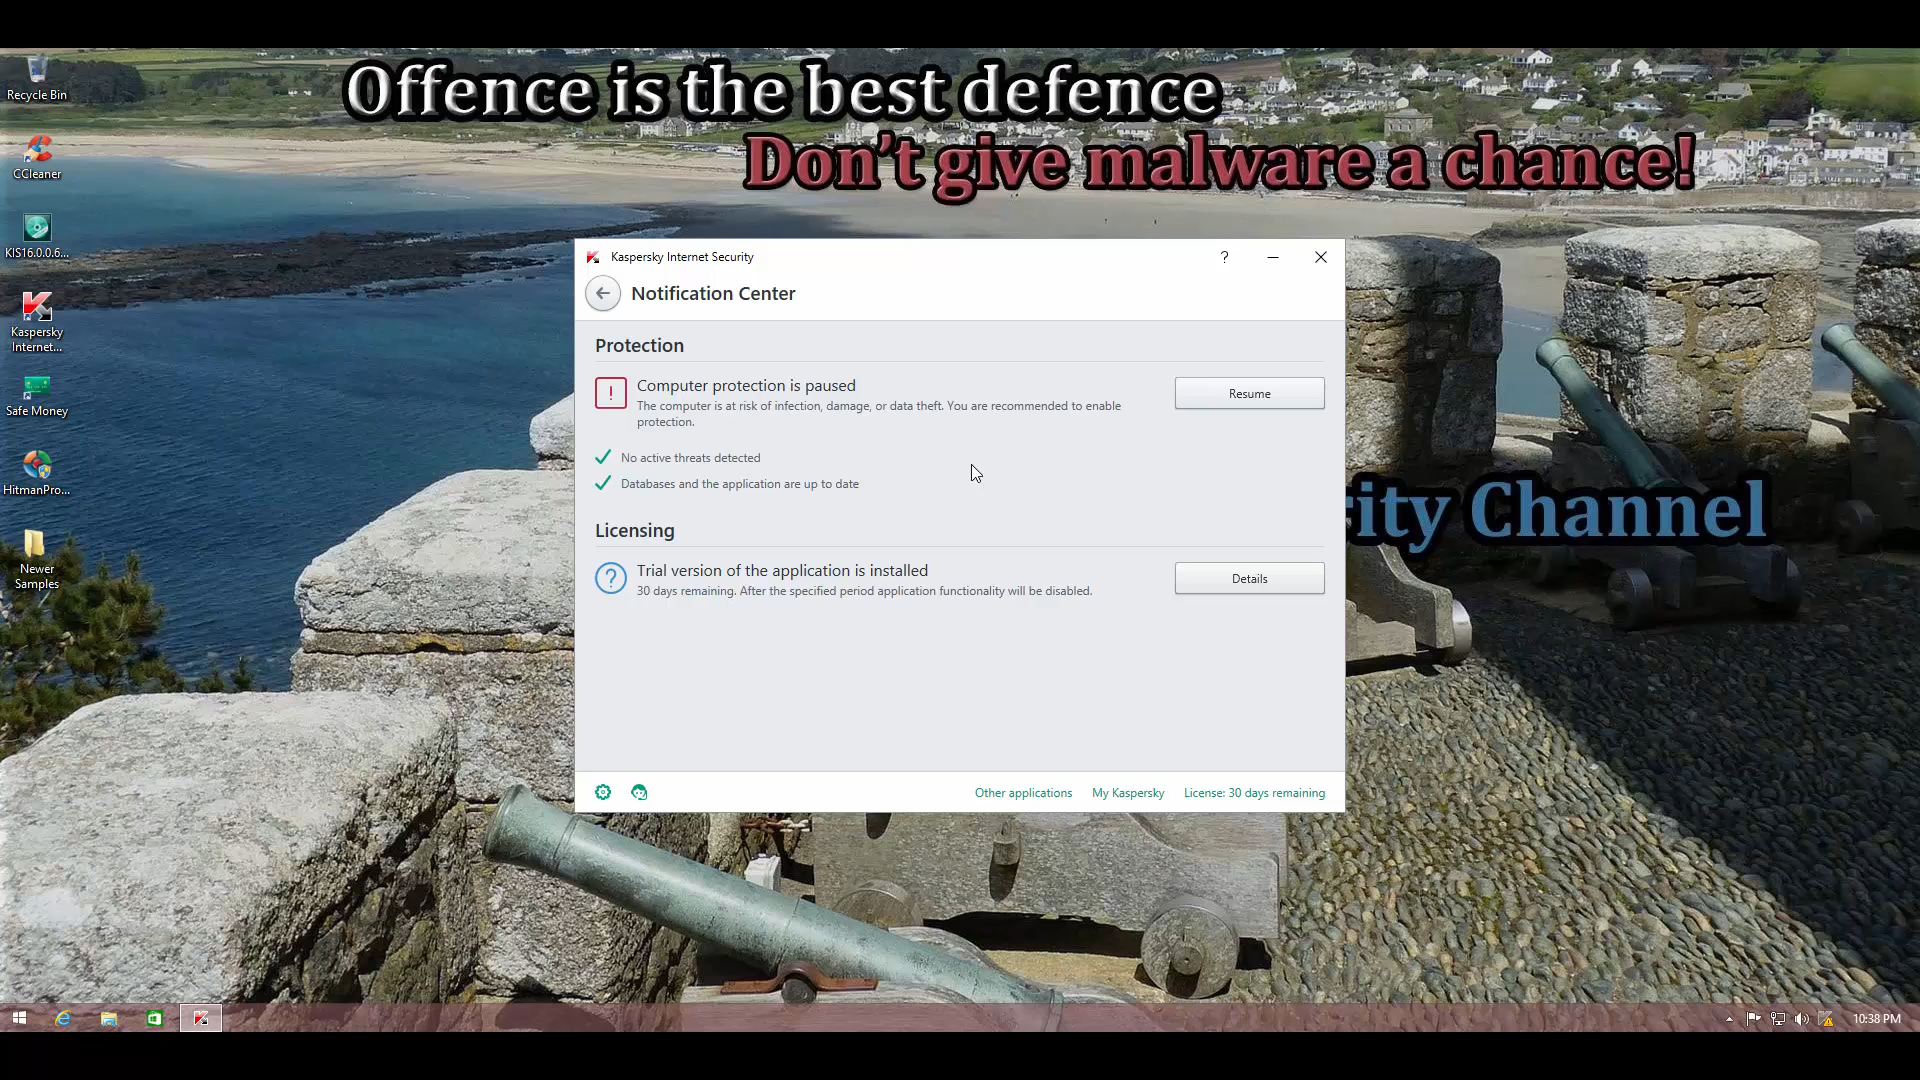 Offence is the best defence
Don't give malware a chance!
Recycle Bin
CCleaner
KIS16.0.0.6...
Kaspersky
Internet...
Safe Money
HitmanPro...
Newer
Samples
Kaspersky Internet Security
?
Notification Center
Protection
!
Computer protection is paused
The computer is at risk of infection, damage, or data theft. You are recommended to enable
protection.
Resume
No active threats detected
Databases and the application are up to date
rity Channel
Licensing
?
Trial version of the application is installed
30 days remaining. After the specified period application functionality will be disabled.
Details
Other applications
My Kaspersky
License: 30 days remaining
10:38 PM